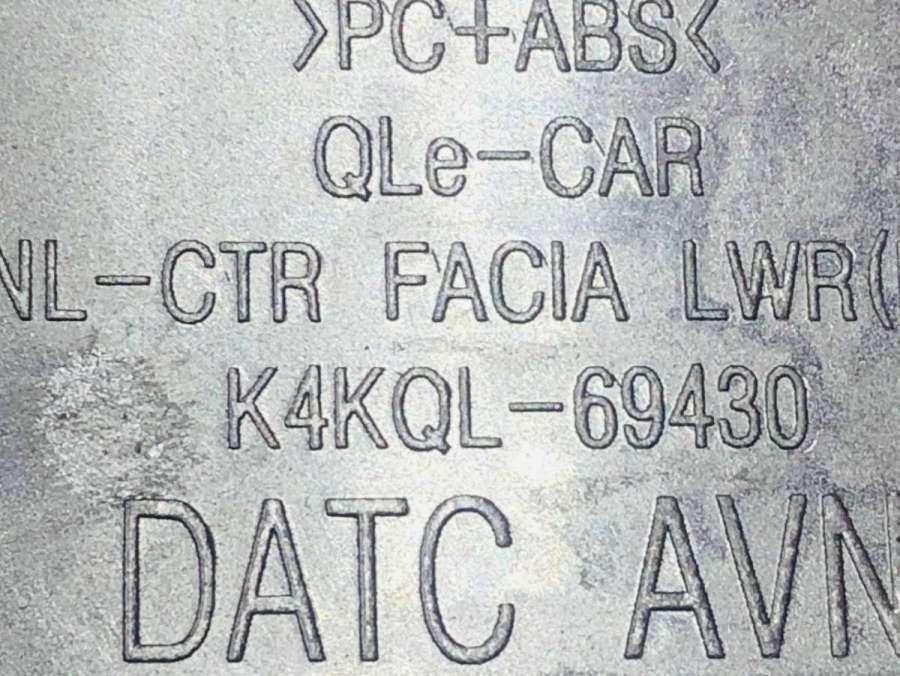 >PC+ABS<
QLe-CAR
NL-CTR FACIA LWR(
K4KQL-69430
DATC AVN